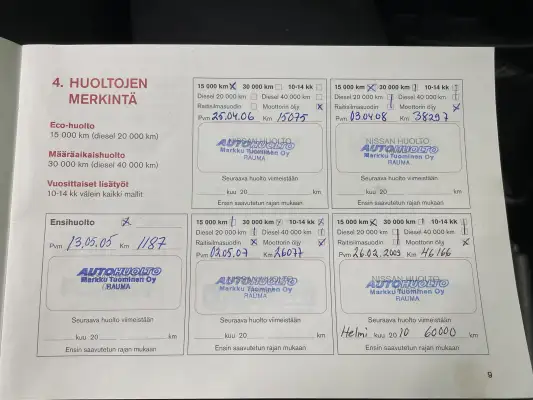 4. HUOLTOJEN
MERKINTÄ
Eco-huolto
15 000 km (diesel 20 000 km)
Määräaikaishuolto
30 000 km (diesel 40 000 km)
Vuosittaiset lisätyöt
10-14 kk välein kaikki mallit
15 000 km 30 000 km 10-14 kk
Diesel 20 000 km Diesel 40 000 km
Raitisilmasuodin Moottorin öljy
Pvm 25.04.06 Km 15075
NISSAN HUOLTO
AUTOHUOLTO
Markku Tuominen Oy
RAUMA
Seuraava huolto viimeistään
kuu 20 km
Ensin saavutetun rajan mukaan
15 000 km 30 000 km 10-14 kk
Diesel 20 000 km Diesel 40 000 km
Raitisilmasuodin Moottorin öljy
Pvm 03.04.08 Km 38297
NISSAN HUOLTO
AUTOHUOLTO
Markku Tuominen Oy
RAUMA
Seuraava huolto viimeistään
kuu 20 km
Ensin saavutetun rajan mukaan
Ensihuolto
Pvm 13.05.05 Km 1187
AUTOHUOLTO
Markku Tuominen Oy
RAUMA
Seuraava huolto viimeistään
kuu 20 km
Ensin saavutetun rajan mukaan
15 000 km 30 000 km 10-14 kk
Diesel 20 000 km Diesel 40 000 km
Raitisilmasuodin Moottorin öljy
Pvm 02.05.07 Km 26077
AUTOHUOLTO
Markku Tuominen Oy
RAUMA
Seuraava huolto viimeistään
kuu 20 km
Ensin saavutetun rajan mukaan
15 000 km 30 000 km 10-14 kk
Diesel 20 000 km Diesel 40 000 km
Raitisilmasuodin Moottorin öljy
Pvm 26.02.2009 Km 46166
NISSAN HUOLTO
AUTOHUOLTO
Markku Tuominen Oy
RAUMA
Seuraava huolto viimeistään
Helmi kuu 20 10 60000 km
Ensin saavutetun rajan mukaan
9